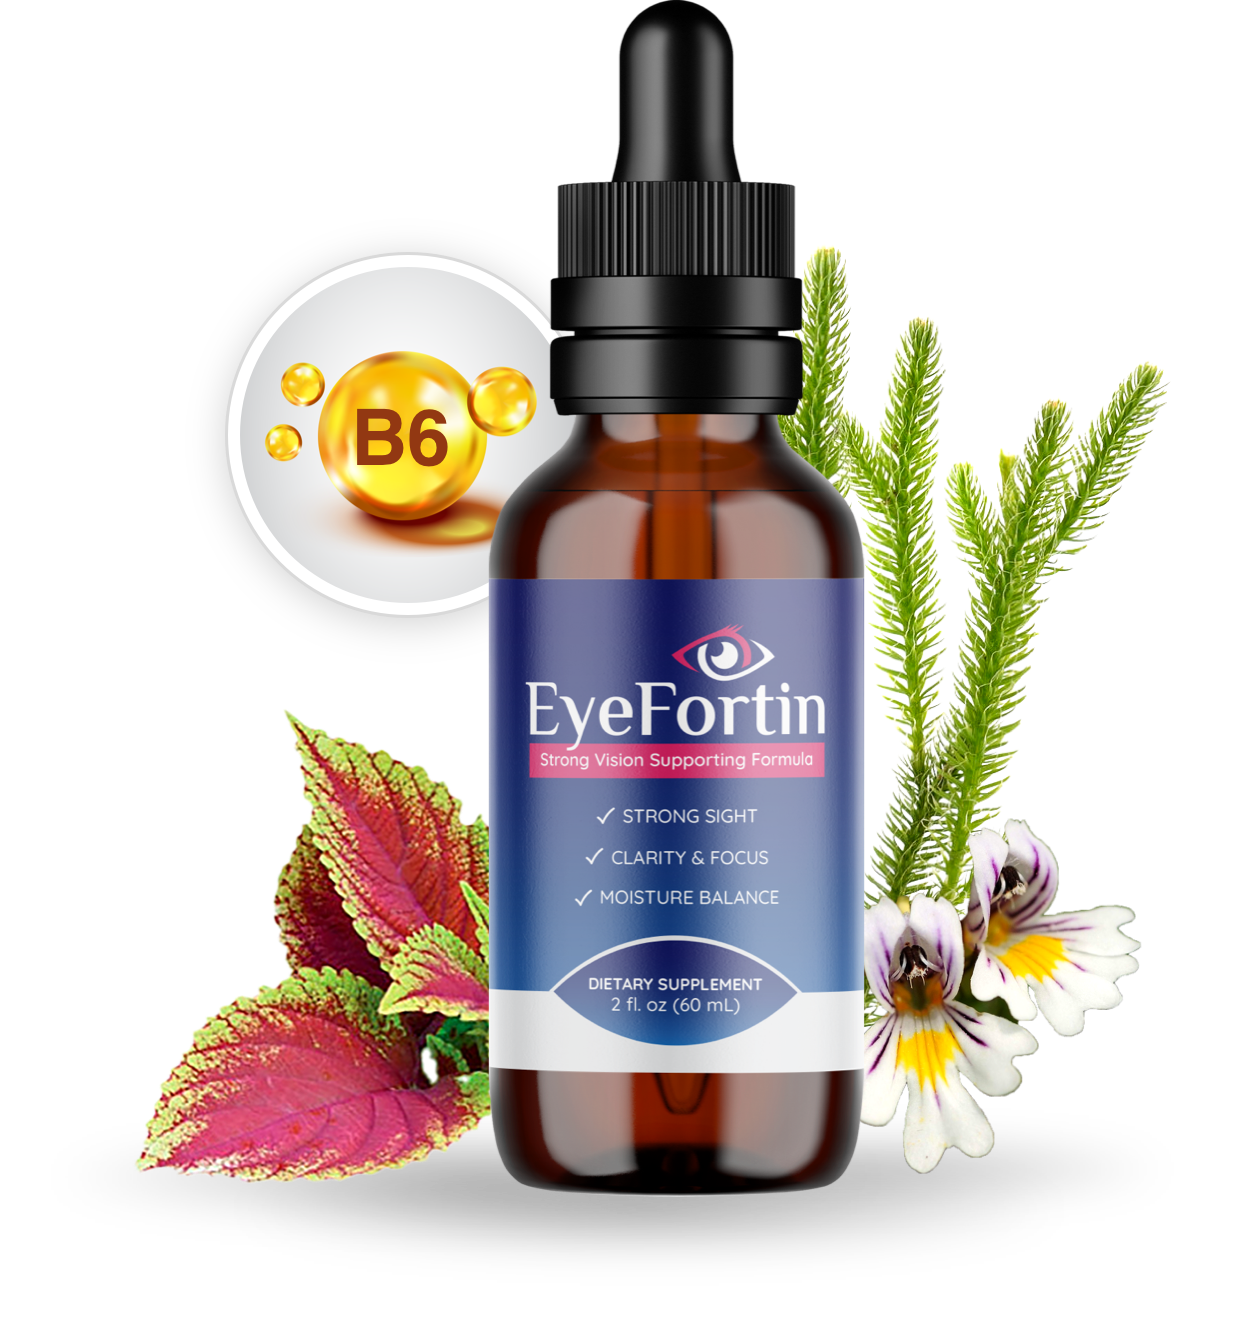 B6
EyeFortin
Strong Vision Supporting Formula
✓ STRONG SIGHT
✓ CLARITY & FOCUS
✓ MOISTURE BALANCE
DIETARY SUPPLEMENT
2 fl. oz (60 mL)